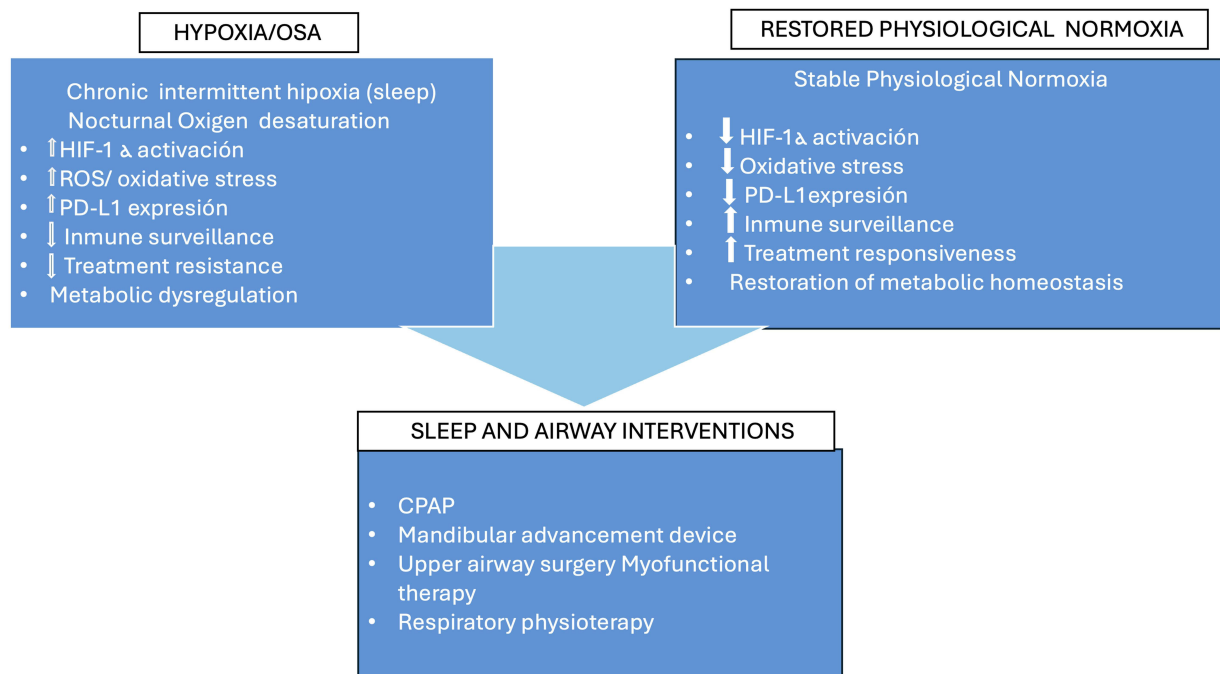 HYPOXIA/OSA
Chronic intermittent hipoxia (sleep)
Nocturnal Oxigen desaturation
• ⇑HIF-1 ܬ activación
• ⇑ROS/ oxidative stress
• ⇑PD-L1 expresión
• ⇓ Inmune surveillance
• ⇓ Treatment resistance
• Metabolic dysregulation
RESTORED PHYSIOLOGICAL NORMOXIA
Stable Physiological Normoxia
• ⬇HIF-1ܬ activación
• ⬇Oxidative stress
• ⬇ PD-L1expresión
• ⬆ Inmune surveillance
• ⬆ Treatment responsiveness
• Restoration of metabolic homeostasis
SLEEP AND AIRWAY INTERVENTIONS
• CPAP
• Mandibular advancement device
• Upper airway surgery Myofunctional
therapy
• Respiratory physioterapy